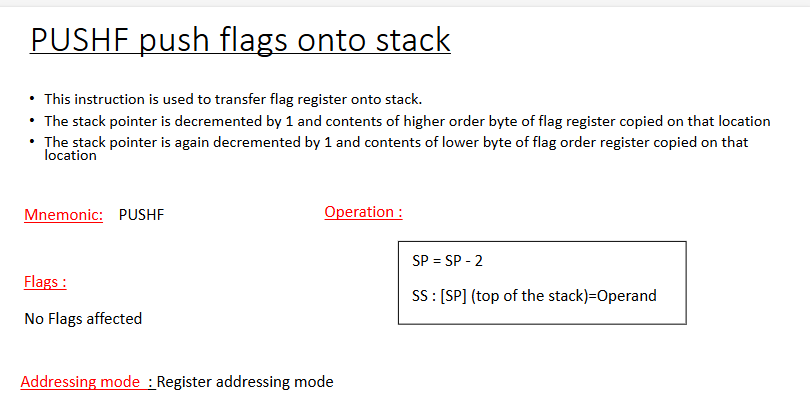 PUSHF push flags onto stack
• This instruction is used to transfer flag register onto stack.
• The stack pointer is decremented by 1 and contents of higher order byte of flag register copied on that location
• The stack pointer is again decremented by 1 and contents of lower byte of flag order register copied on that
location
Mnemonic: PUSHF
Operation :
SP = SP - 2
SS : [SP] (top of the stack)=Operand
Flags :
No Flags affected
Addressing mode : Register addressing mode